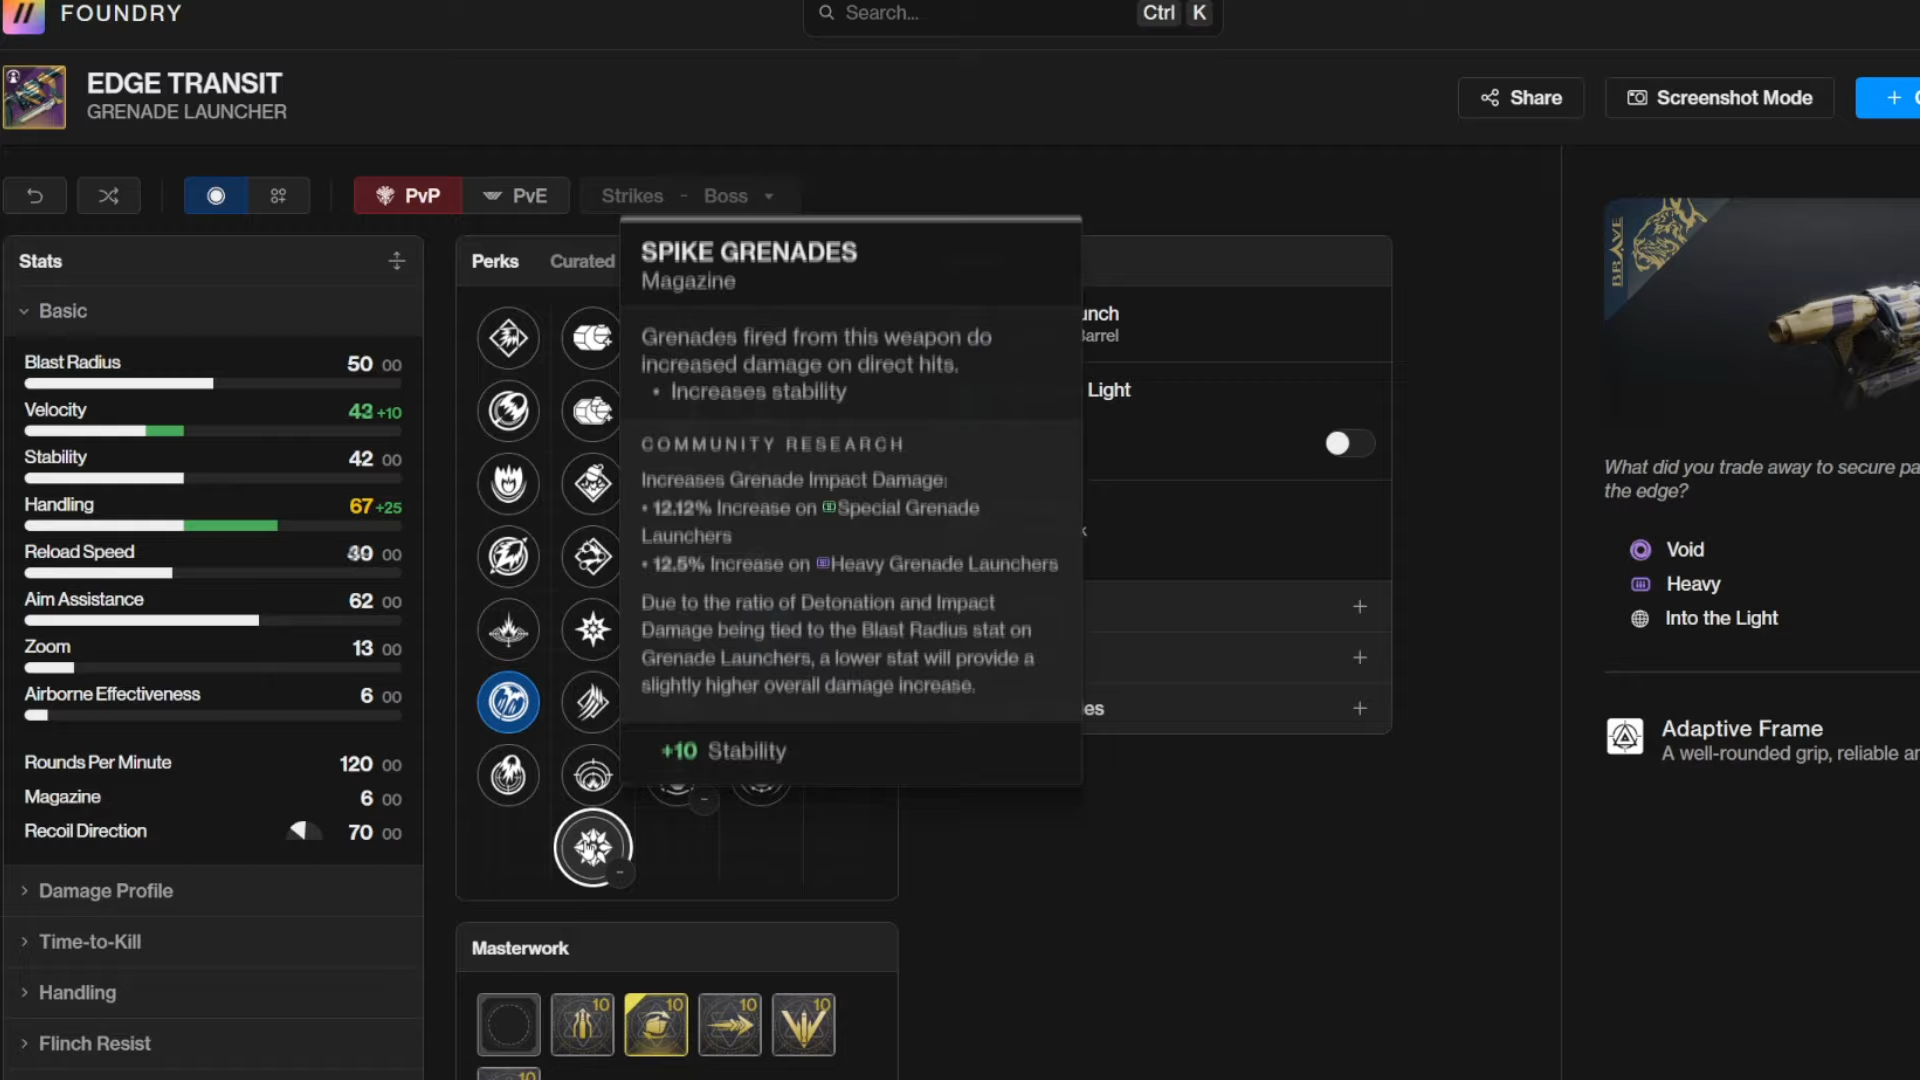 FOUNDRY
Search...
Ctrl K
EDGE TRANSIT
GRENADE LAUNCHER
Share
Screenshot Mode
PvP
PvE
Strikes - Boss
Stats
Basic
Blast Radius 50 00
Velocity 43 +10
Stability 42 00
Handling 67 +25
Reload Speed 00
Aim Assistance 62 00
Zoom 13 00
Airborne Effectiveness 6 00
Rounds Per Minute 120 00
Magazine 6 00
Recoil Direction 70 00
Damage Profile
Time-to-Kill
Handling
Flinch Resist
Perks Curated
SPIKE GRENADES
Magazine
Grenades fired from this weapon do
increased damage on direct hits.
• Increases stability
COMMUNITY RESEARCH
Increases Grenade Impact Damage:
• 12.12% Increase on Special Grenade
Launchers
• 12.5% Increase on Heavy Grenade Launchers
Due to the ratio of Detonation and Impact
Damage being tied to the Blast Radius stat on
Grenade Launchers, a lower stat will provide a
slightly higher overall damage increase.
+10 Stability
unch
Barrel
Light
es
Masterwork
10 10 10 10
10
BRAVE
What did you trade away to secure pa
the edge?
Void
Heavy
Into the Light
Adaptive Frame
A well-rounded grip, reliable an